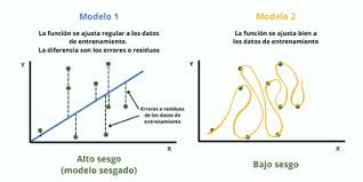 Modelo 1
La función se ajusta regular a los datos
de entrenamiento.
La diferencia son los errores o residuos
Y
Errores o residuos
de los datos de
entrenamiento
X
Alto sesgo
(modelo sesgado)
Modelo 2
La función se ajusta bien a
los datos de entrenamiento
Y
X
Bajo sesgo